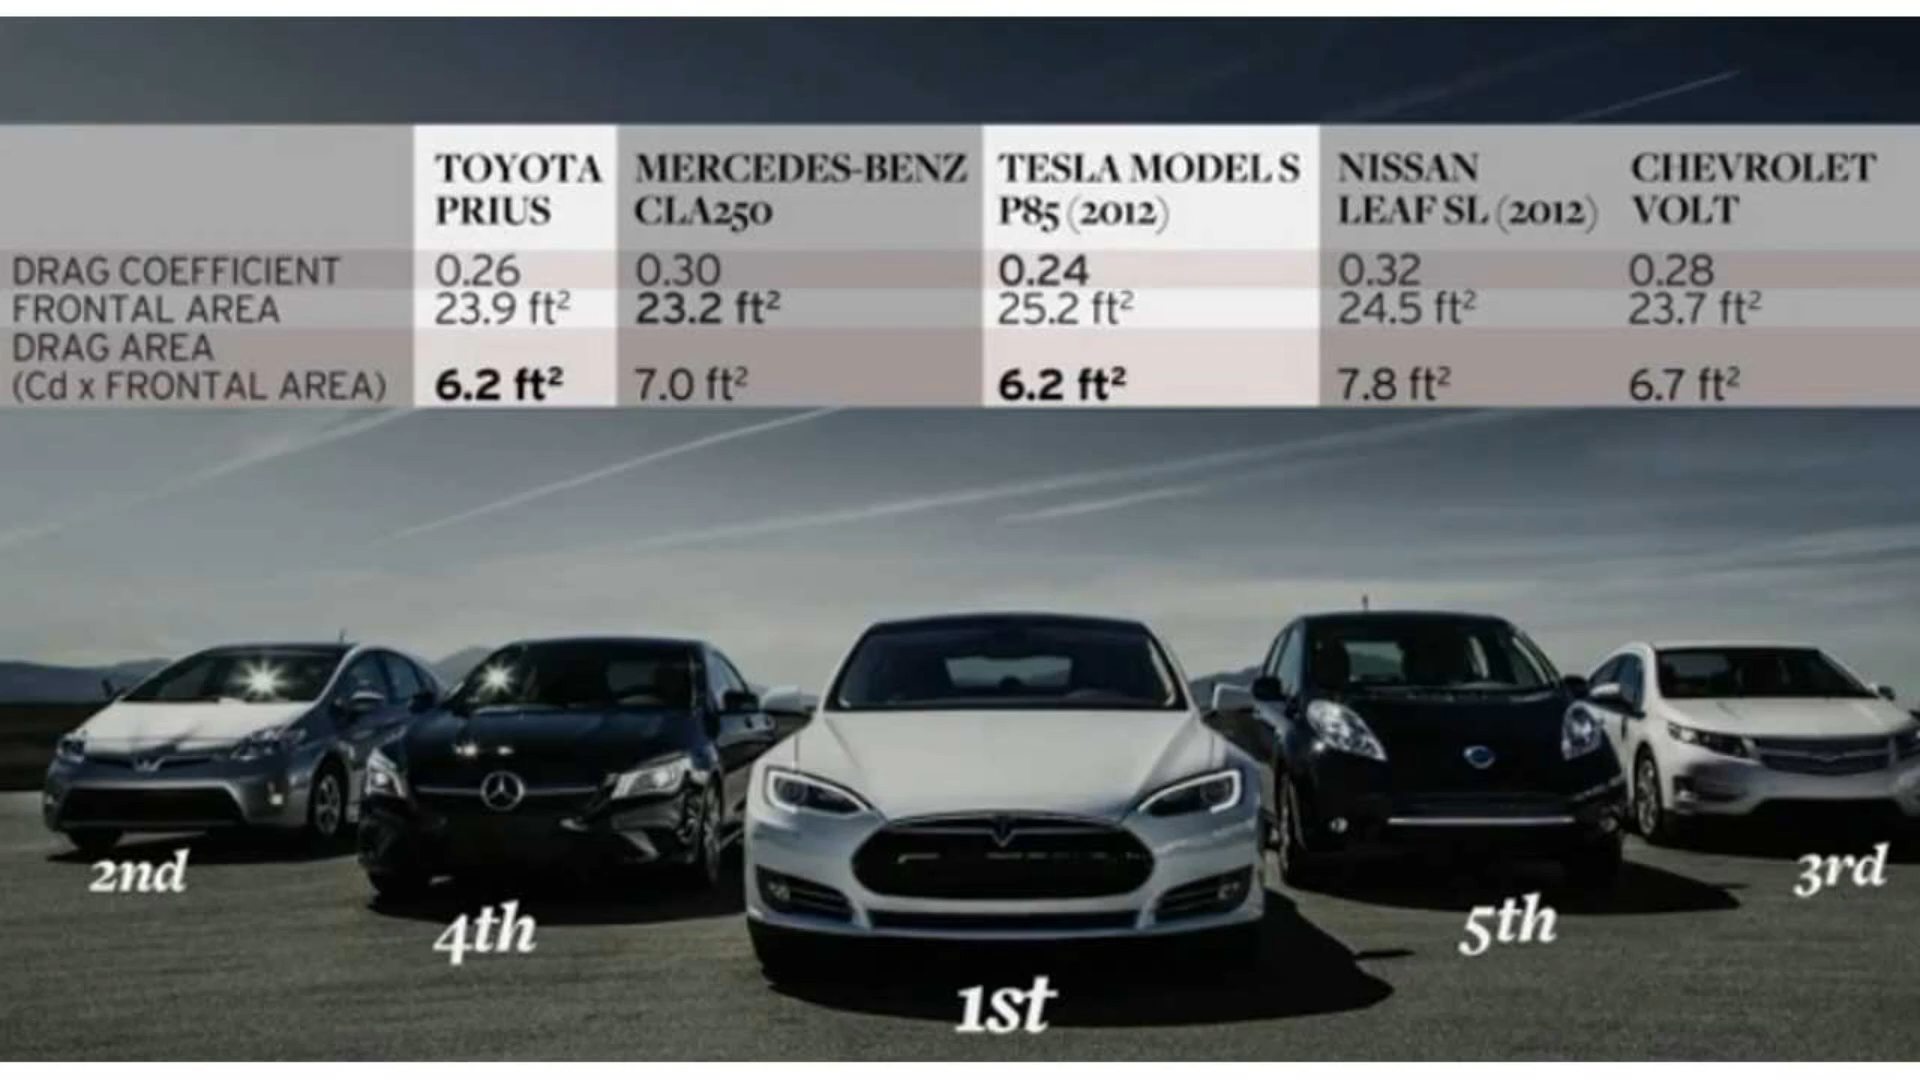 TOYOTA PRIUS
MERCEDES-BENZ CLA250
TESLA MODEL S P85 (2012)
NISSAN LEAF SL (2012)
CHEVROLET VOLT
DRAG COEFFICIENT 0.26 0.30 0.24 0.32 0.28
FRONTAL AREA 23.9 ft² 23.2 ft² 25.2 ft² 24.5 ft² 23.7 ft²
DRAG AREA
(Cd x FRONTAL AREA) 6.2 ft² 7.0 ft² 6.2 ft² 7.8 ft² 6.7 ft²
2nd
4th
1st
5th
3rd